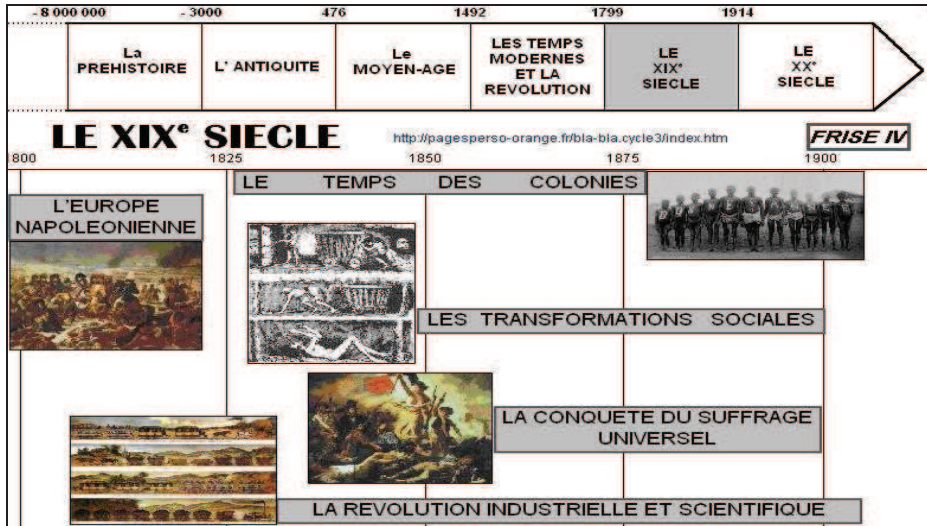 - 8 000 000 - 3000 476 1492 1799 1914
La
PREHISTOIRE
L' ANTIQUITE
Le
MOYEN-AGE
LES TEMPS
MODERNES
ET LA
REVOLUTION
LE
XIXe
SIECLE
LE
XXe
SIECLE
LE XIXe SIECLE
http://pagesperso-orange.fr/bla-bla.cycle3/index.htm
FRISE IV
1800 1825 1850 1875 1900
LE TEMPS DES COLONIES
L'EUROPE
NAPOLEONIENNE
LES TRANSFORMATIONS SOCIALES
LA CONQUETE DU SUFFRAGE
UNIVERSEL
LA REVOLUTION INDUSTRIELLE ET SCIENTIFIQUE